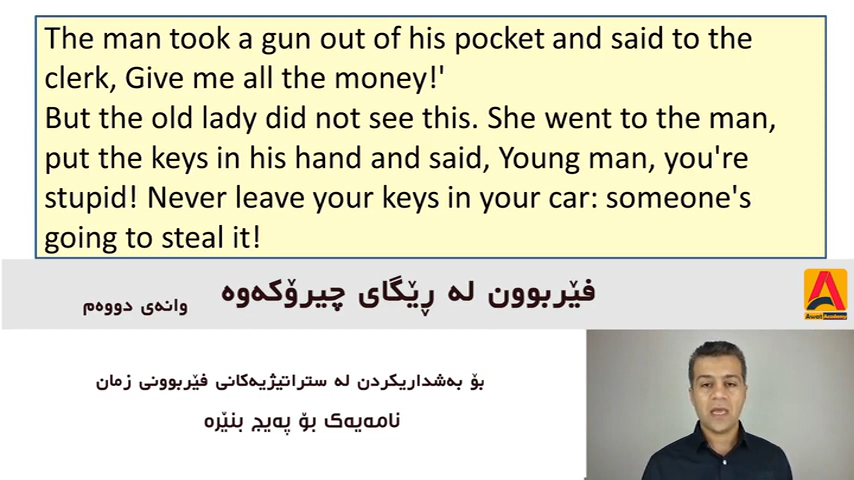 The man took a gun out of his pocket and said to the
clerk, Give me all the money!'
But the old lady did not see this. She went to the man,
put the keys in his hand and said, Young man, you're
stupid! Never leave your keys in your car: someone's
going to steal it!
فێربوون لە ڕێگای چیرۆکەوە
وانەی دووەم
Awat Academy
بۆ بەشداریکردن لە ستراتیژیەکانی فێربوونی زمان
نامەیەک بۆ پەیج بنێرە